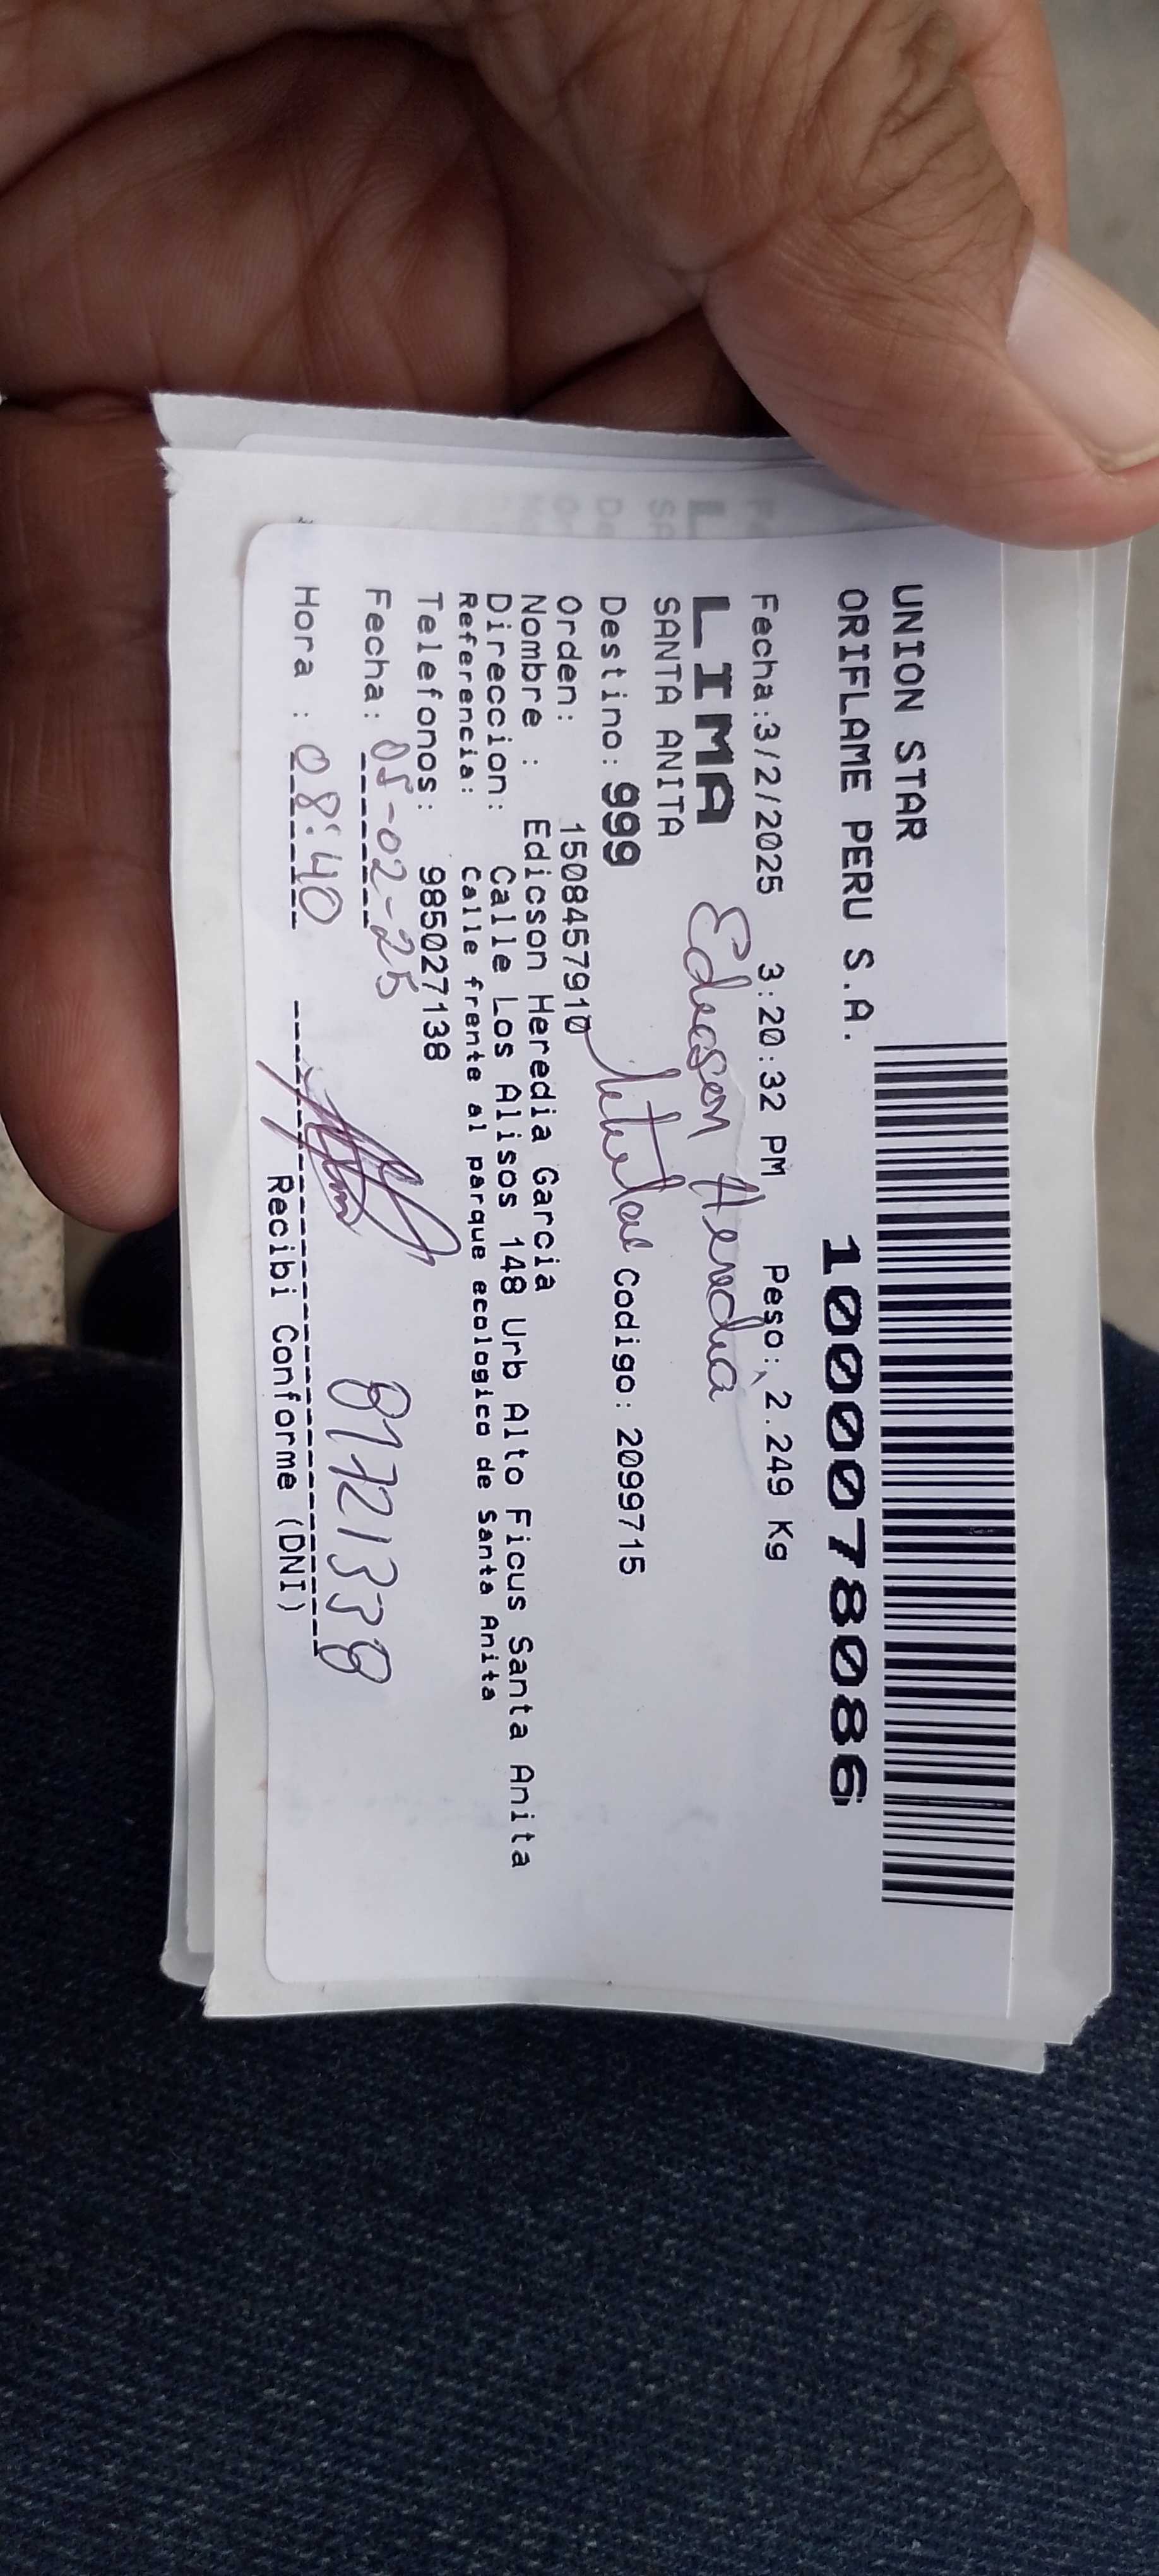 UNION STAR
ORIFLAME PERU S.A.
1000078086
Fecha:3/2/2025 3:20:32 PM Peso: 2.249 Kg
LIMA Edicson Heredia
SANTA ANITA
Destino: 999 titular Codigo: 2099715
Orden: 1508457910
Nombre : Edicson Heredia Garcia
Direccion: Calle Los Alisos 148 Urb Alto Ficus Santa Anita
Referencia: Calle frente al parque ecologico de Santa Anita
Telefonos: 985027138
Fecha: 05-02-25 81721338
Hora : 08:40
Recibi Conforme (DNI)